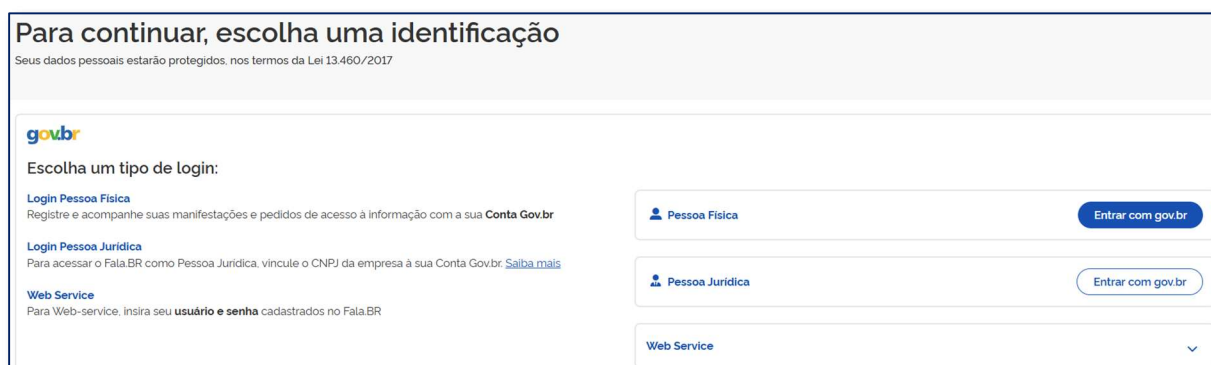 Para continuar, escolha uma identificação
Seus dados pessoais estarão protegidos, nos termos da Lei 13.460/2017
gov.br
Escolha um tipo de login:
Login Pessoa Física
Registre e acompanhe suas manifestações e pedidos de acesso à informação com a sua Conta Gov.br
Login Pessoa Jurídica
Para acessar o Fala.BR como Pessoa Jurídica, vincule o CNPJ da empresa à sua Conta Gov.br. Saiba mais
Web Service
Para Web-service, insira seu usuário e senha cadastrados no Fala.BR
Pessoa Física
Entrar com gov.br
Pessoa Jurídica
Entrar com gov.br
Web Service